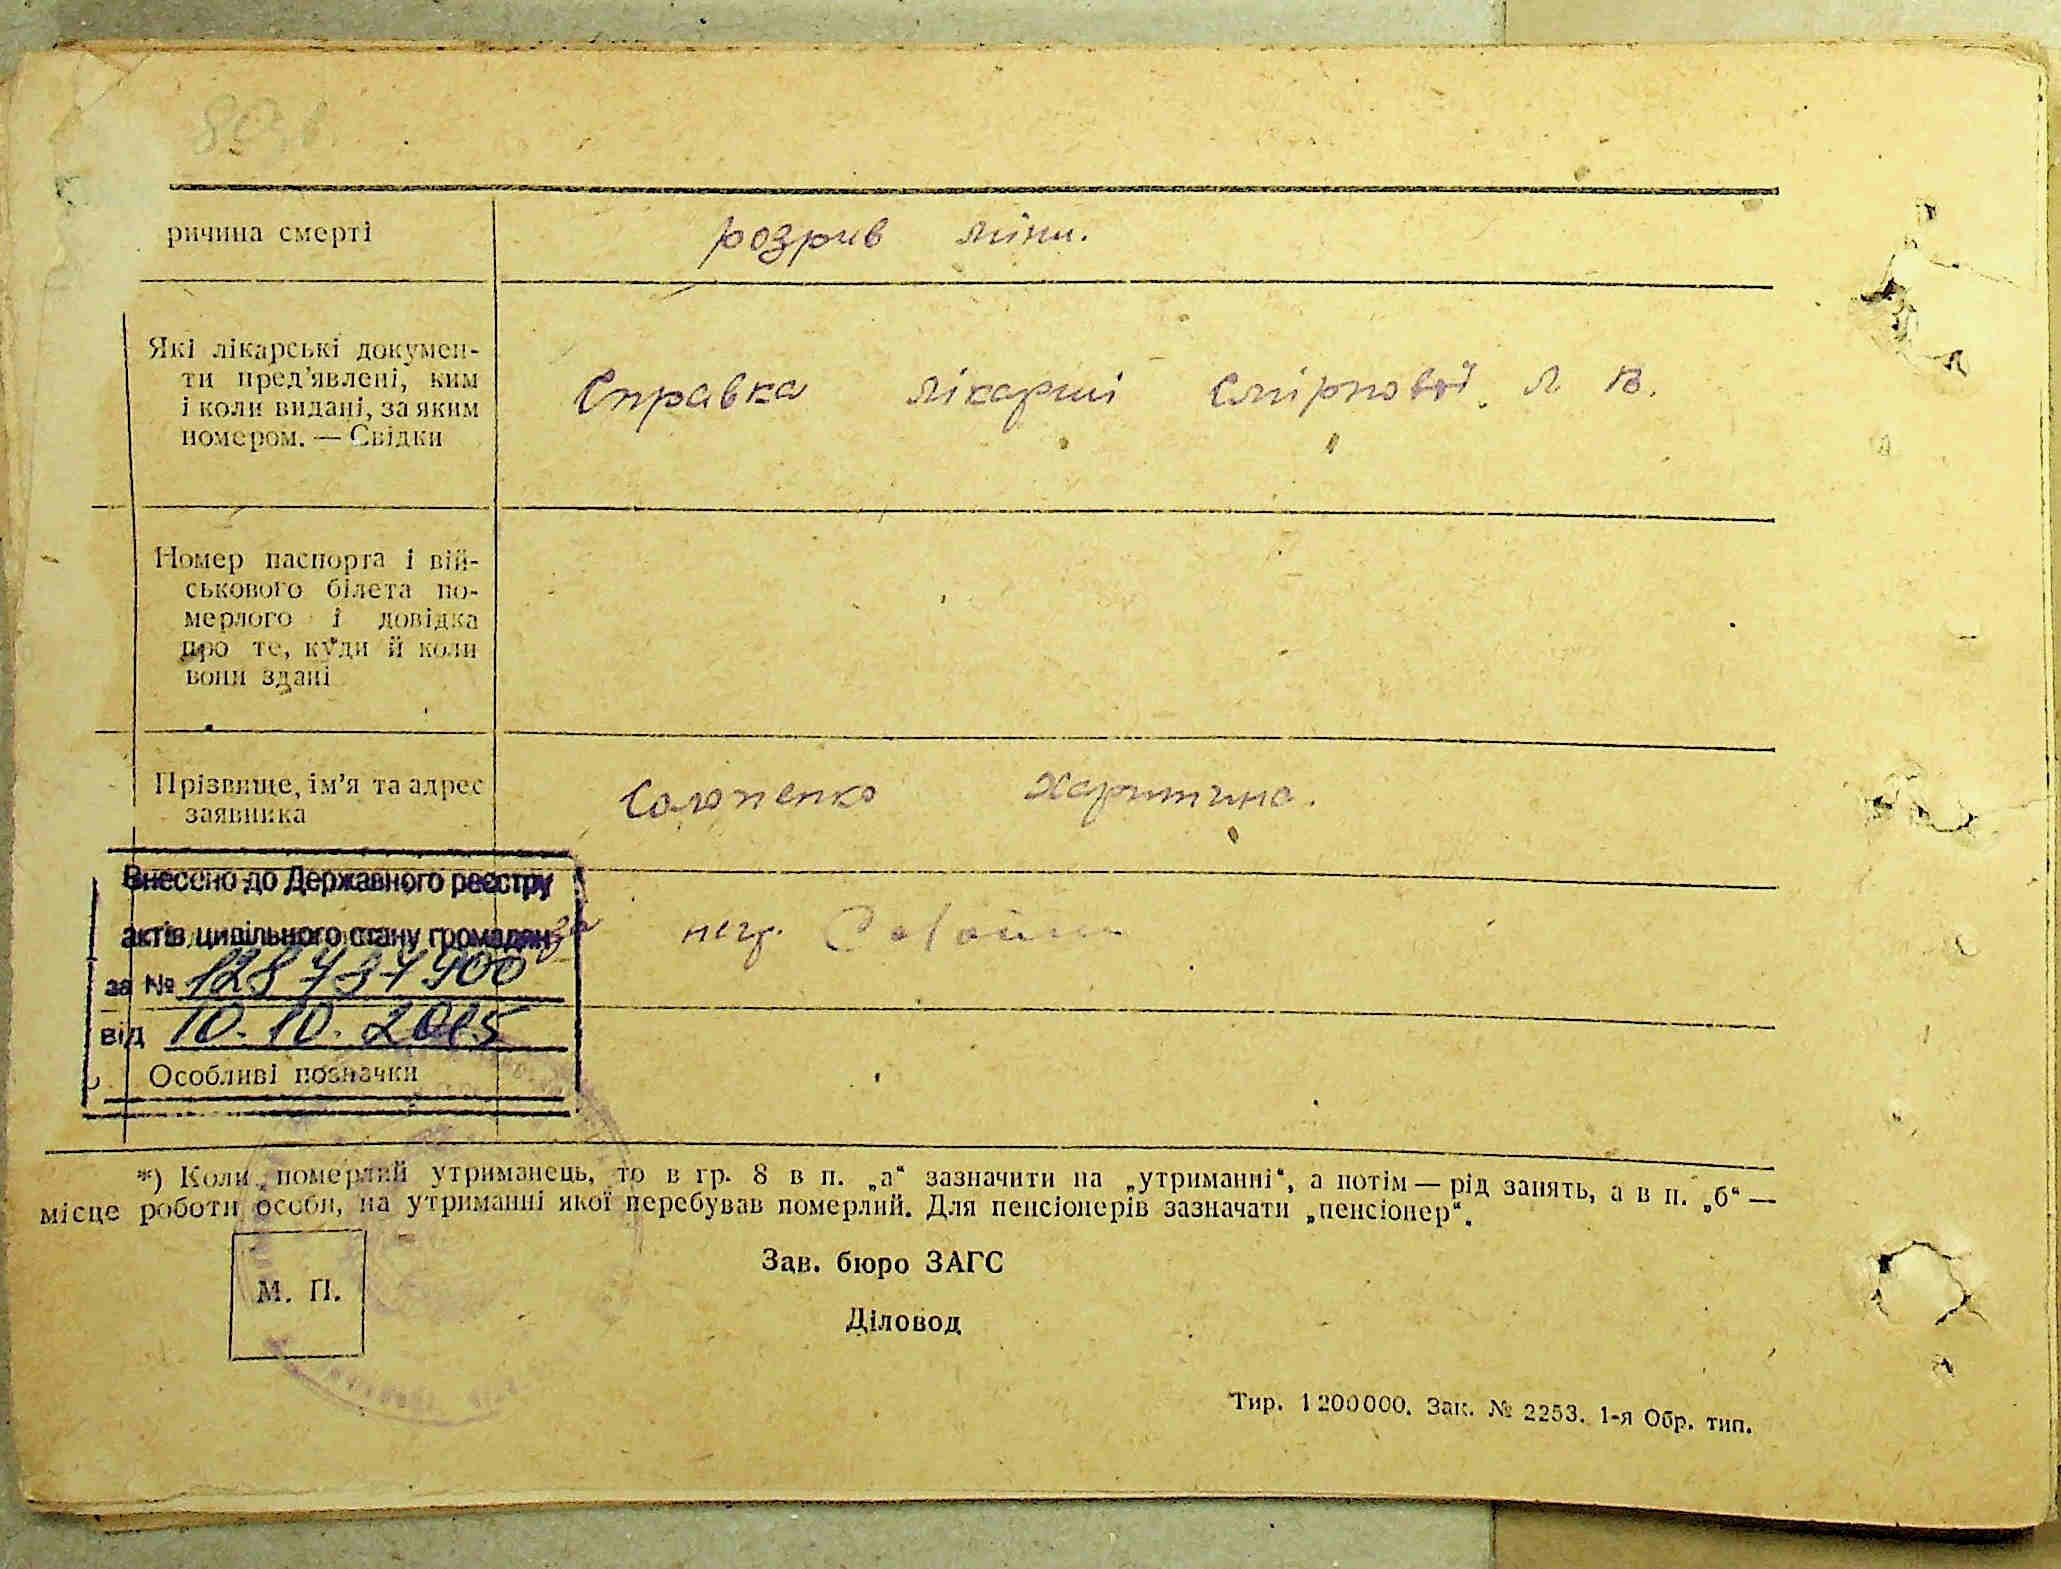 ричина смерті
розрив міни.
Які лікарські докумен-
ти пред'явлені, ким
і коли видані, за яким
номером. — Свідки
Справка лікарші Смірнової Л В.
Номер паспорта і вій-
ськового білета по-
мерлого і довідка
про те, куди й коли
вони здані
Прізвище, ім'я та адрес
заявника
Солопенко Харитина.
Внесено до Державного реєстру
актів цивільного стану громадян
за №
від 10.10.2015
Особливі позначки
*) Коли померлий утриманець, то в гр. 8 в п. „а“ зазначити на „утриманні“, а потім — рід занять, а в п. „б“ —
місце роботи особи, на утриманні якої перебував померлий. Для пенсіонерів зазначати „пенсіонер“.
М. П.
Зав. бюро ЗАГС
Діловод
Тир. 1200000. Зак. № 2253. 1-я Обр. тип.